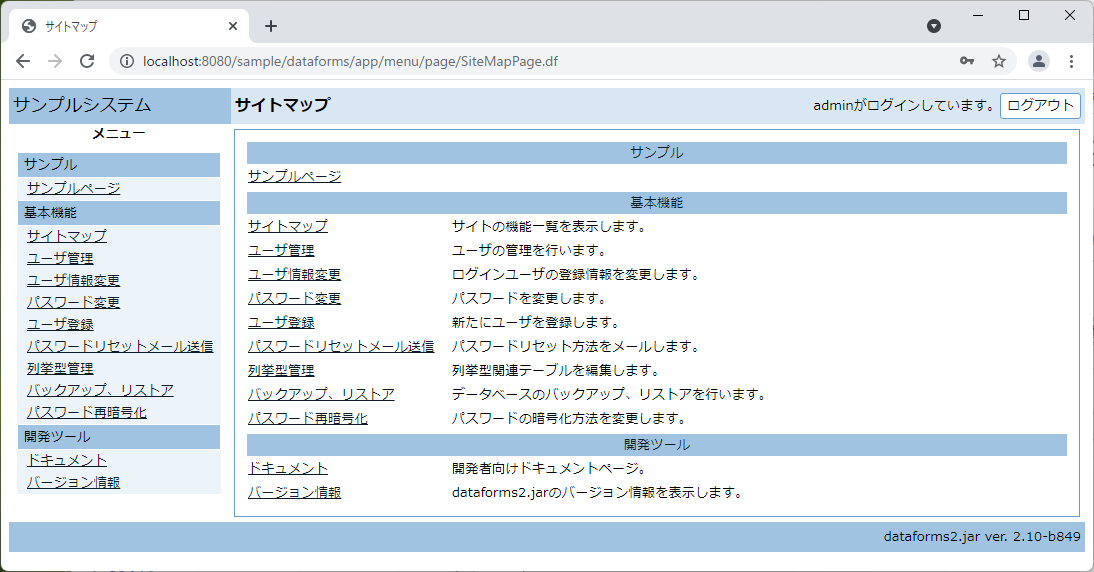 サイトマップ
localhost:8080/sample/dataforms/app/menu/page/SiteMapPage.df
サンプルシステム
サイトマップ
adminがログインしています。 ログアウト
メニュー
サンプル
サンプルページ
基本機能
サイトマップ
ユーザ管理
ユーザ情報変更
パスワード変更
ユーザ登録
パスワードリセットメール送信
列挙型管理
バックアップ、リストア
パスワード再暗号化
開発ツール
ドキュメント
バージョン情報
サンプル
サンプルページ
基本機能
サイトマップ サイトの機能一覧を表示します。
ユーザ管理 ユーザの管理を行います。
ユーザ情報変更 ログインユーザの登録情報を変更します。
パスワード変更 パスワードを変更します。
ユーザ登録 新たにユーザを登録します。
パスワードリセットメール送信 パスワードリセット方法をメールします。
列挙型管理 列挙型関連テーブルを編集します。
バックアップ、リストア データベースのバックアップ、リストアを行います。
パスワード再暗号化 パスワードの暗号化方法を変更します。
開発ツール
ドキュメント 開発者向けドキュメントページ。
バージョン情報 dataforms2.jarのバージョン情報を表示します。
dataforms2.jar ver. 2.10-b849